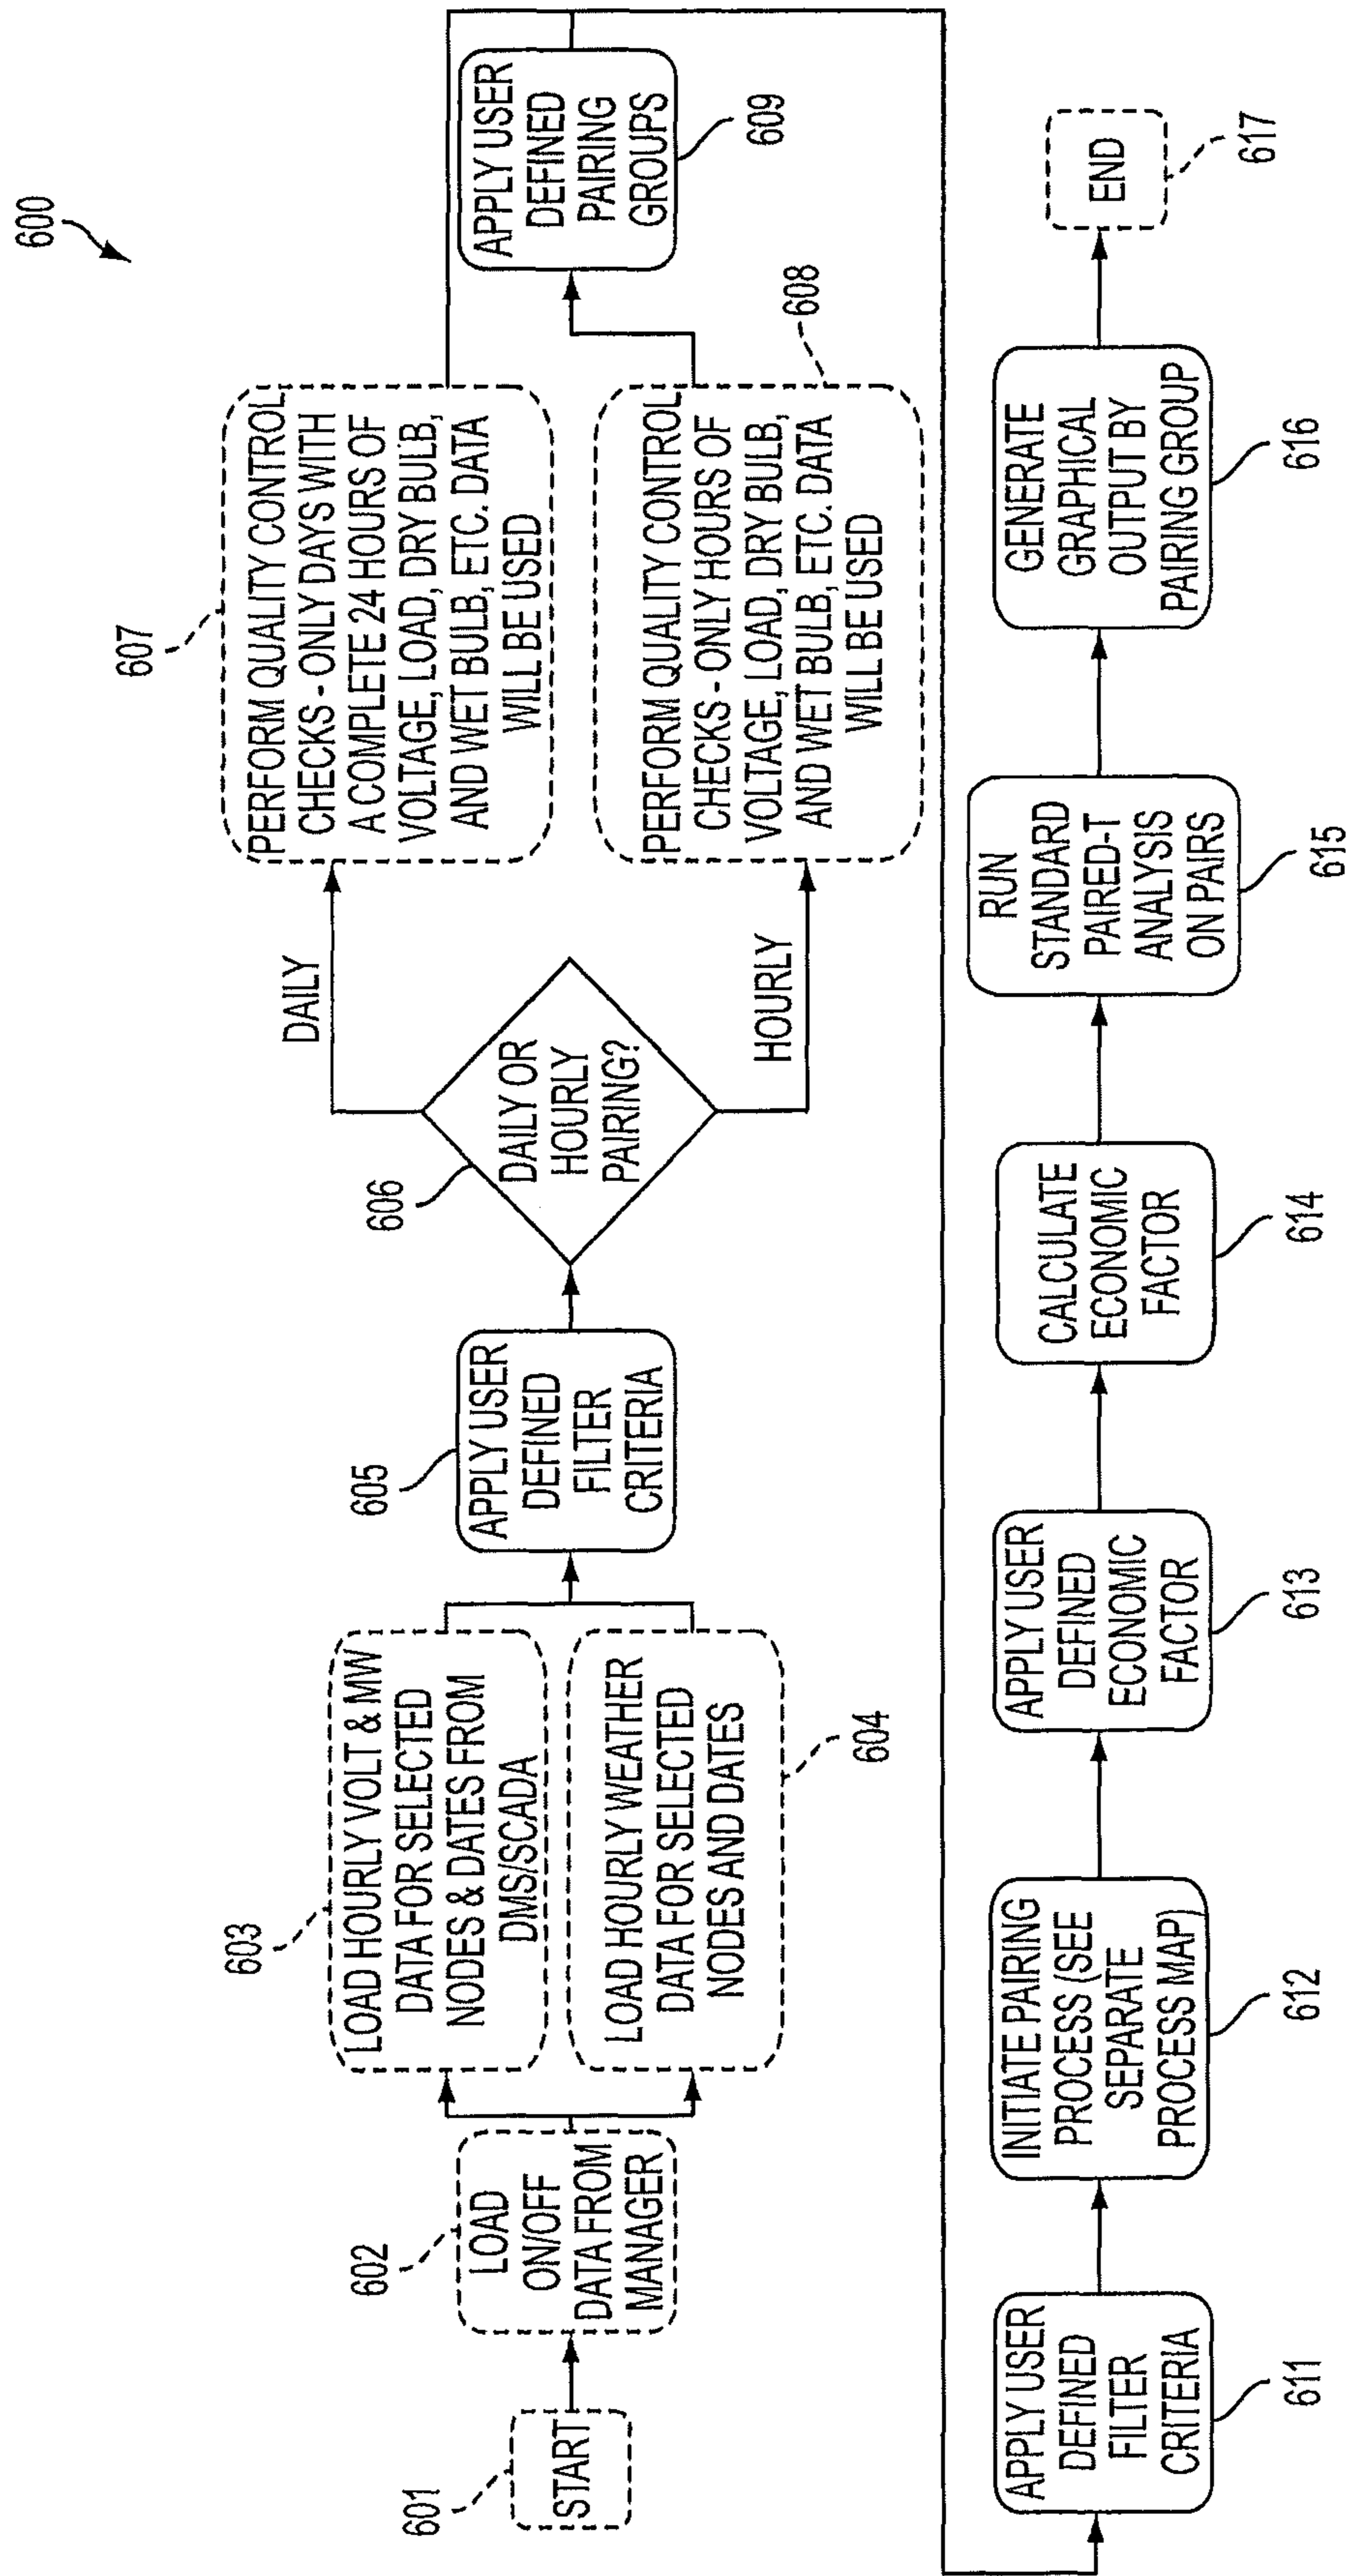 600
601
START
602
LOAD
ON/OFF
DATA FROM
MANAGER
603
LOAD HOURLY VOLT & MW
DATA FOR SELECTED
NODES & DATES FROM
DMS/SCADA
LOAD HOURLY WEATHER
DATA FOR SELECTED
NODES AND DATES
604
605
APPLY USER
DEFINED
FILTER
CRITERIA
606
DAILY OR
HOURLY
PAIRING?
DAILY
HOURLY
607
PERFORM QUALITY CONTROL
CHECKS - ONLY DAYS WITH
A COMPLETE 24 HOURS OF
VOLTAGE, LOAD, DRY BULB,
AND WET BULB, ETC. DATA
WILL BE USED
PERFORM QUALITY CONTROL
CHECKS - ONLY HOURS OF
VOLTAGE, LOAD, DRY BULB,
AND WET BULB, ETC. DATA
WILL BE USED
608
APPLY USER
DEFINED
PAIRING
GROUPS
609
APPLY USER
DEFINED
FILTER
CRITERIA
611
INITIATE PAIRING
PROCESS (SEE
SEPARATE
PROCESS MAP)
612
APPLY USER
DEFINED
ECONOMIC
FACTOR
613
CALCULATE
ECONOMIC
FACTOR
614
RUN
STANDARD
PAIRED-T
ANALYSIS
ON PAIRS
615
GENERATE
GRAPHICAL
OUTPUT BY
PAIRING GROUP
616
END
617